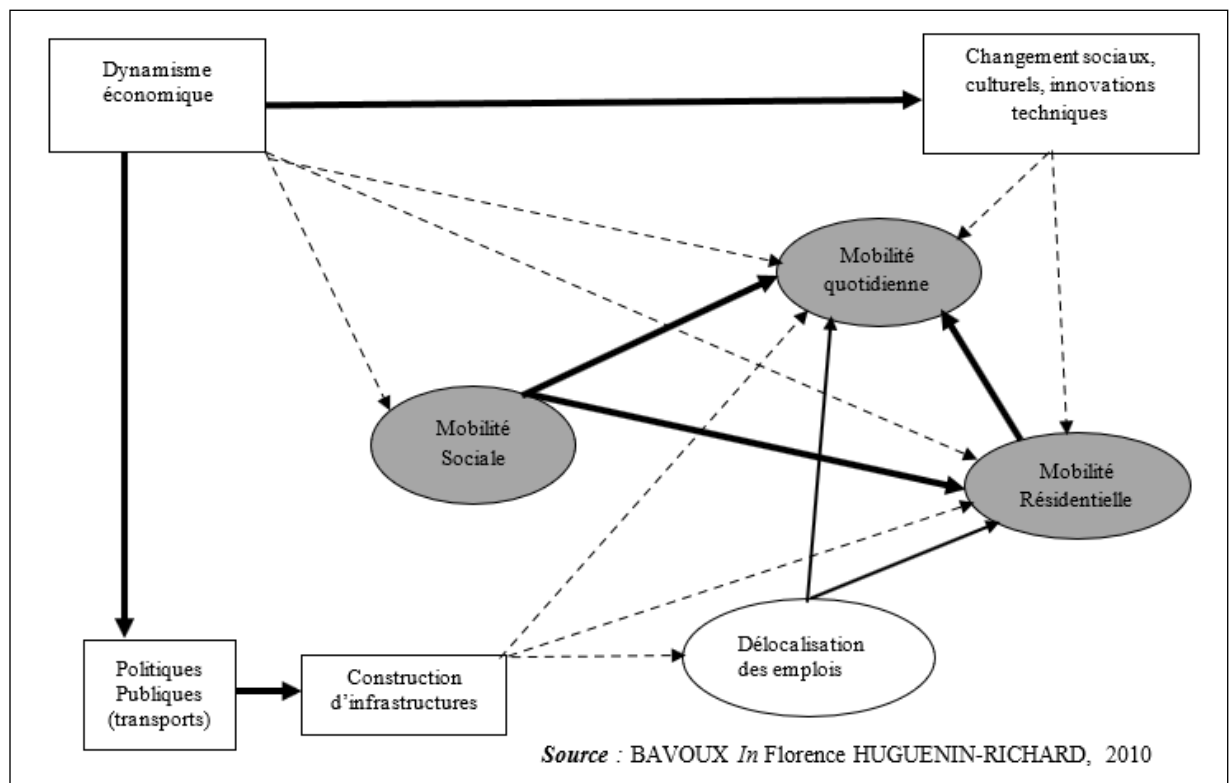 Dynamisme
économique
Changement sociaux,
culturels, innovations
techniques
Mobilité
quotidienne
Mobilité
Sociale
Mobilité
Résidentielle
Délocalisation
des emplois
Politiques
Publiques
(transports)
Construction
d’infrastructures
Source : BAVOUX In Florence HUGUENIN-RICHARD, 2010